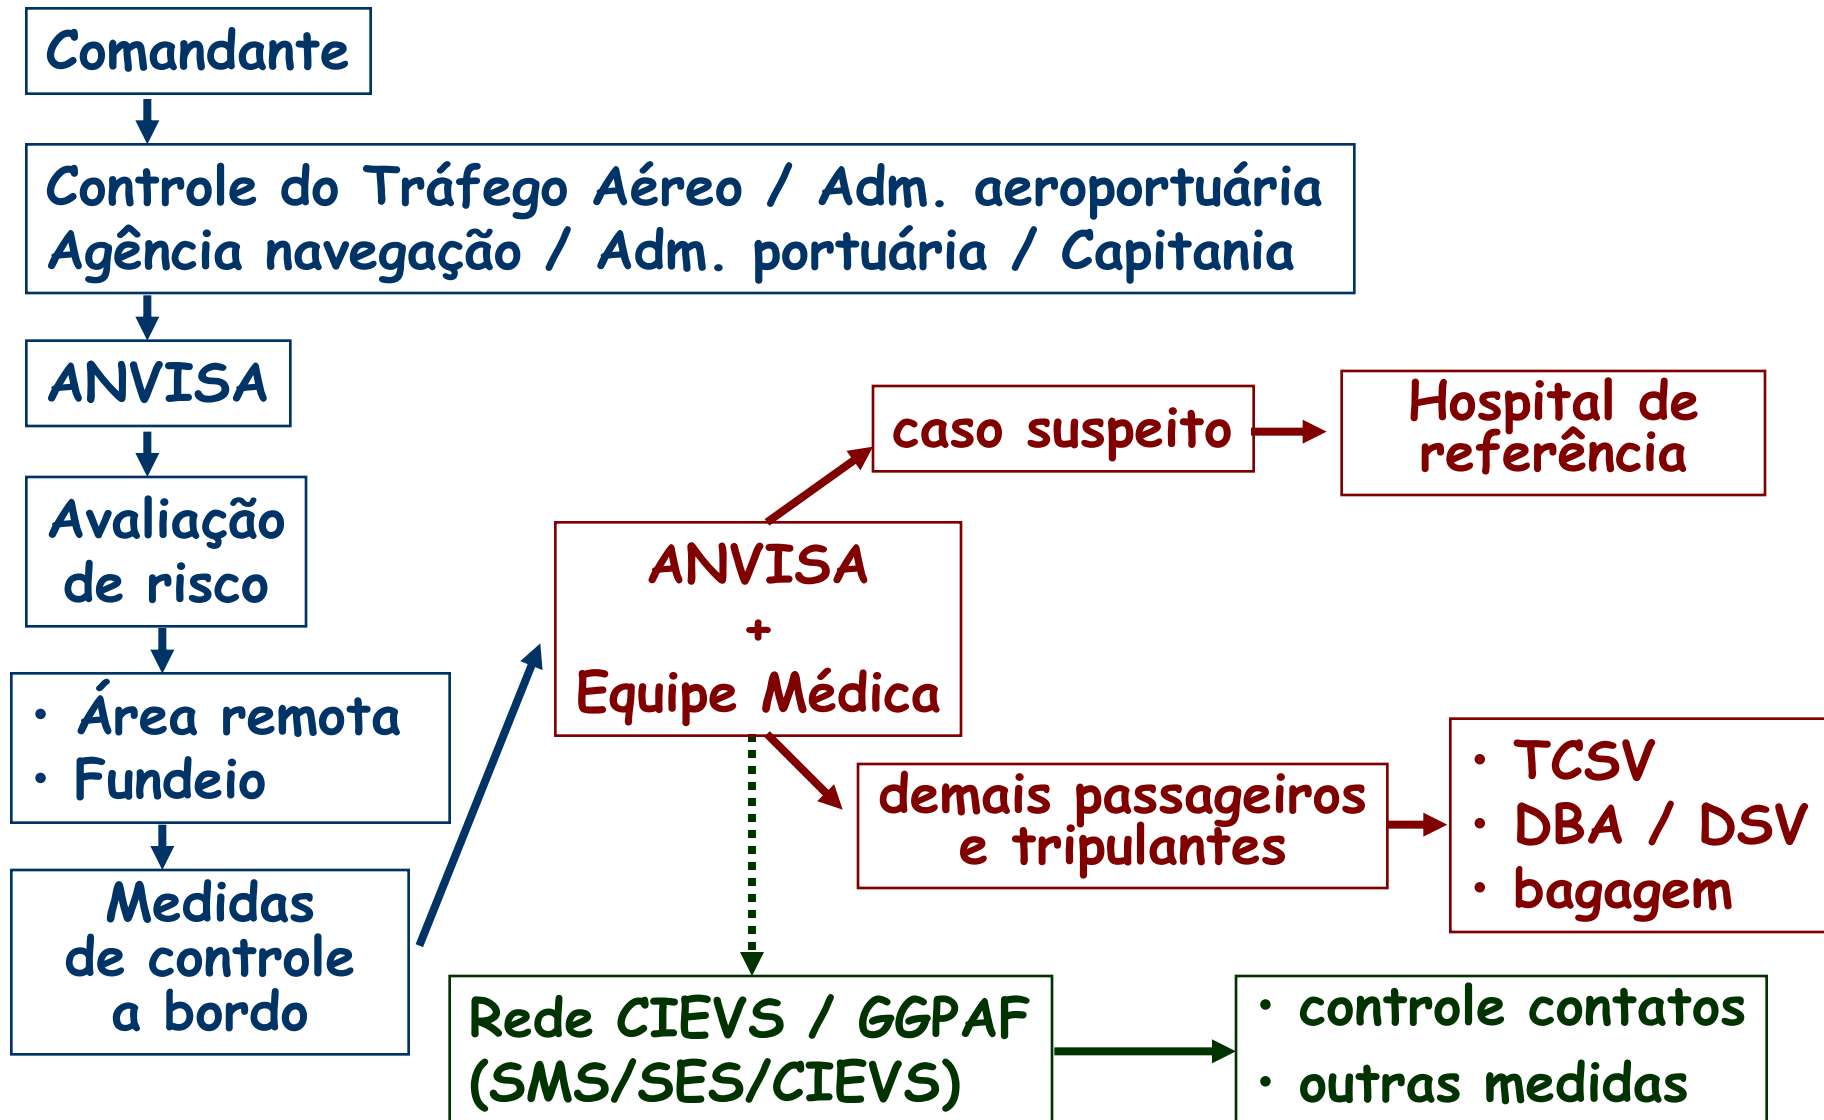 Comandante
Controle do Tráfego Aéreo / Adm. aeroportuária
Agência navegação / Adm. portuária / Capitania
ANVISA
Avaliação
de risco
• Área remota
• Fundeio
Medidas
de controle
a bordo
ANVISA
+
Equipe Médica
caso suspeito
Hospital de
referência
demais passageiros
e tripulantes
• TCSV
• DBA / DSV
• bagagem
Rede CIEVS / GGPAF
(SMS/SES/CIEVS)
• controle contatos
• outras medidas